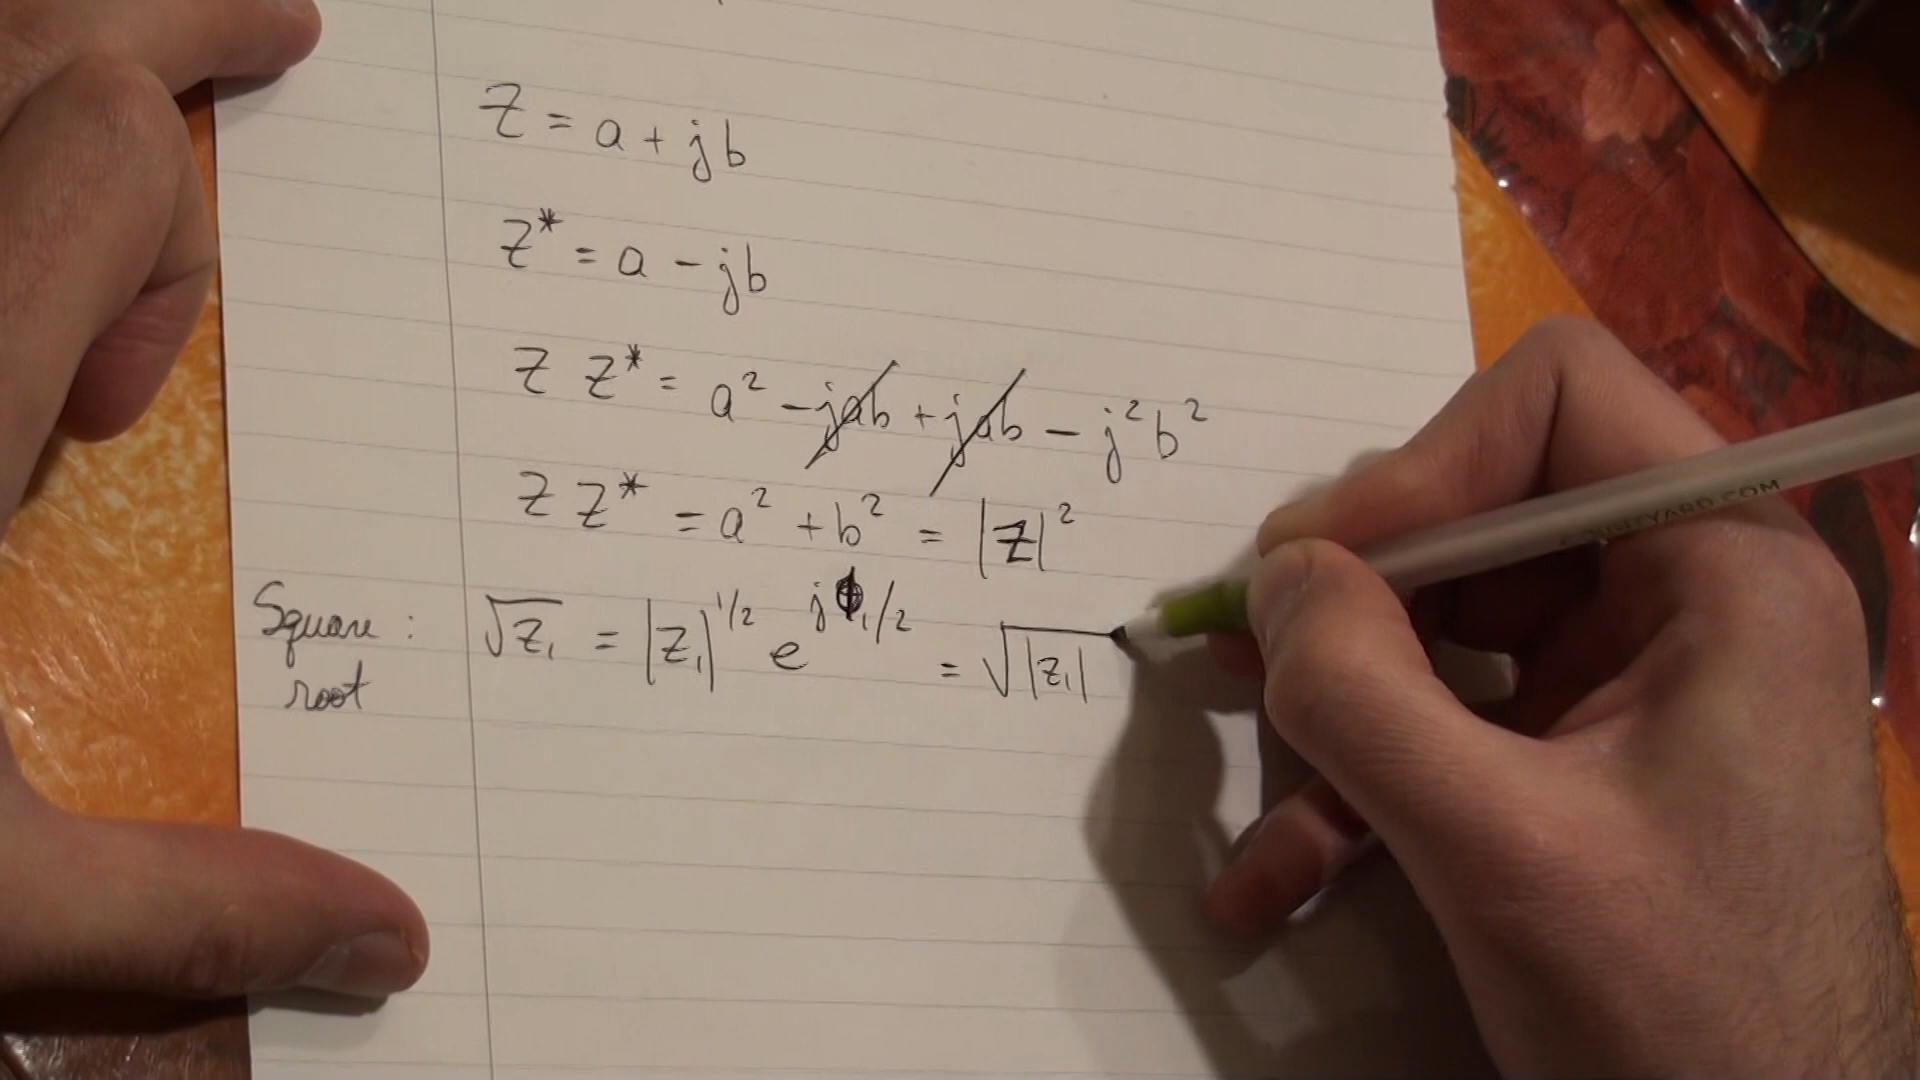 Z = a + jb
Z* = a - jb
Z Z* = a² - jab + jab - j²b²
Z Z* = a² + b² = |Z|²
Square root : √Z₁ = |Z₁|^1/2 e^jΦ₁/2 = √|Z₁|